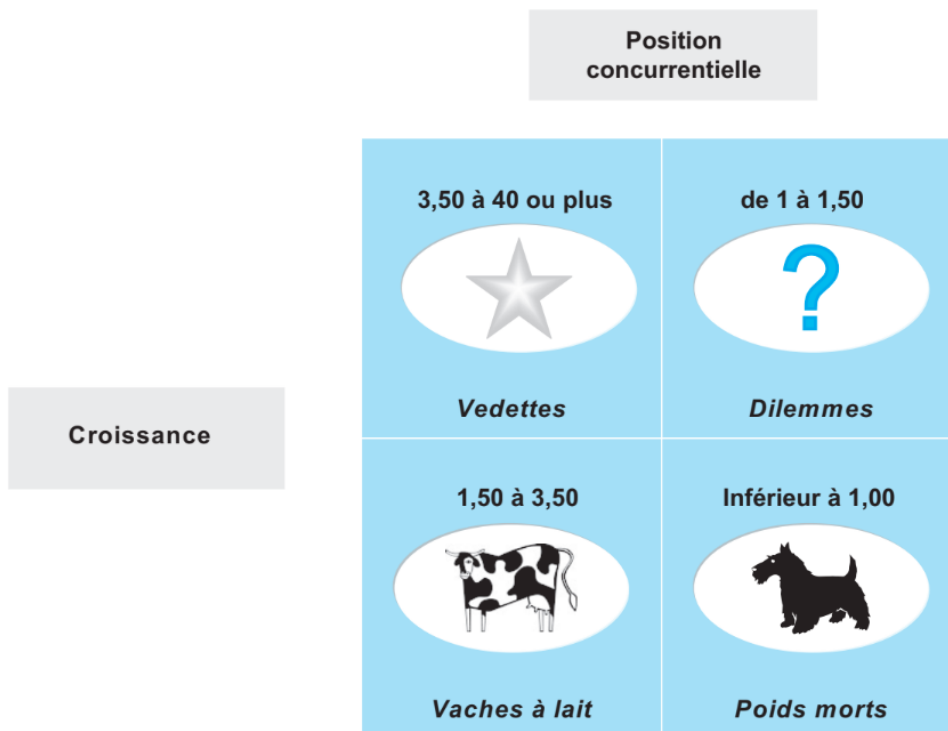 Position
concurrentielle
3,50 à 40 ou plus
de 1 à 1,50
?
Vedettes
Dilemmes
Croissance
1,50 à 3,50
Inférieur à 1,00
Vaches à lait
Poids morts